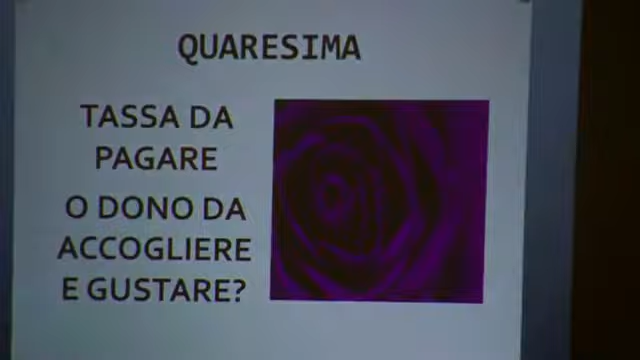 QUARESIMA
TASSA DA
PAGARE
O DONO DA
ACCOGLIERE
E GUSTARE?